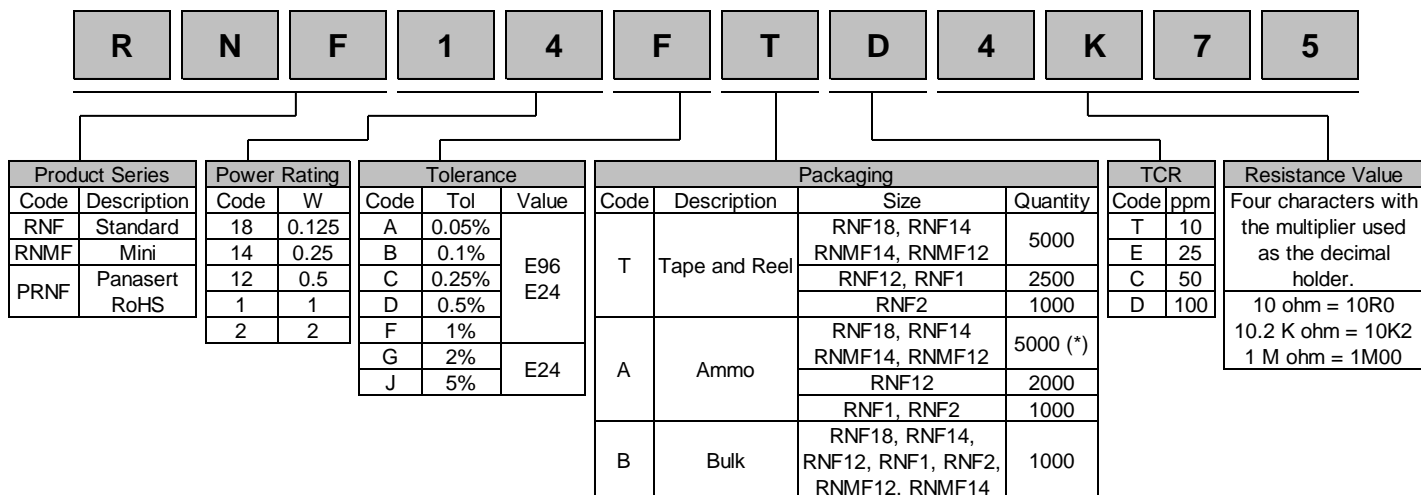 R N F 1 4 F T D 4 K 7 5
Product Series
Code Description
RNF Standard
RNMF Mini
PRNF Panasert
RoHS
Power Rating
Code W
18 0.125
14 0.25
12 0.5
1 1
2 2
Tolerance
Code Tol Value
A 0.05%
B 0.1%
C 0.25%
D 0.5%
F 1%
E96
E24
G 2%
J 5%
E24
Packaging
Code Description Size Quantity
T Tape and Reel
RNF18, RNF14
RNMF14, RNMF12
5000
RNF12, RNF1 2500
RNF2 1000
A Ammo
RNF18, RNF14
RNMF14, RNMF12
5000 (*)
RNF12 2000
RNF1, RNF2 1000
B Bulk
RNF18, RNF14,
RNF12, RNF1, RNF2,
RNMF12, RNMF14
1000
TCR
Code ppm
T 10
E 25
C 50
D 100
Resistance Value
Four characters with
the multiplier used
as the decimal
holder.
10 ohm = 10R0
10.2 K ohm = 10K2
1 M ohm = 1M00